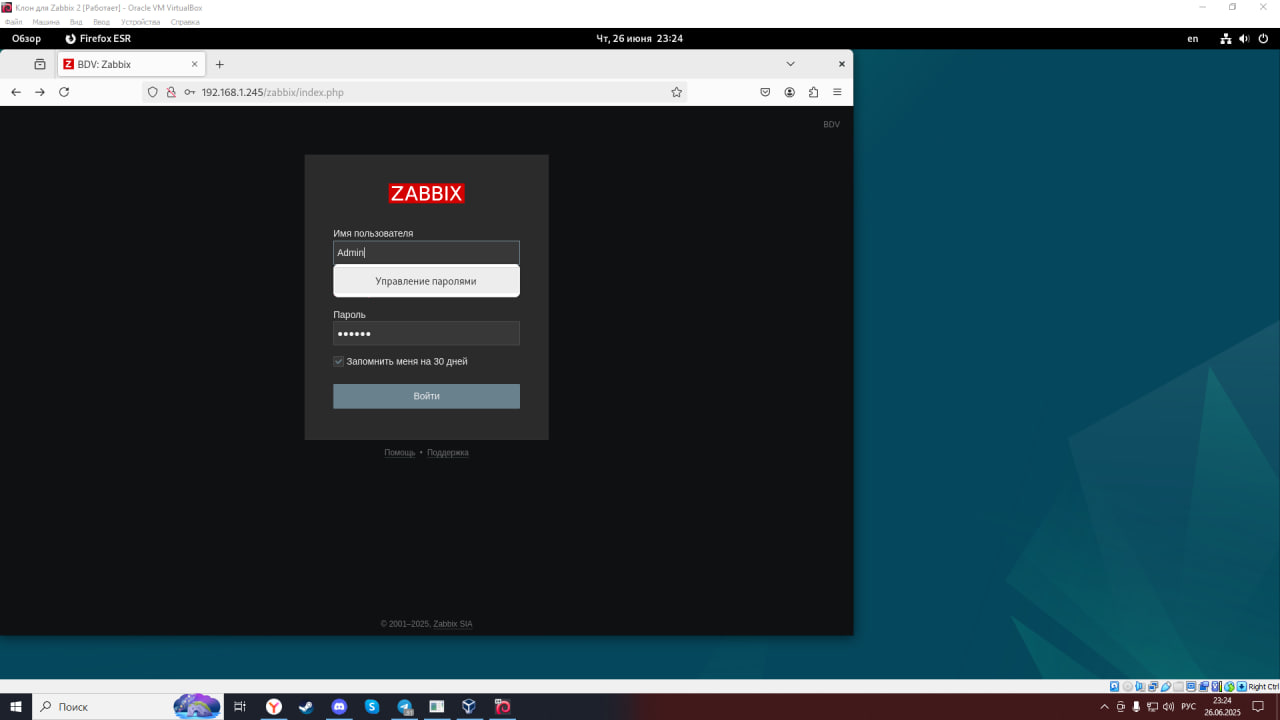 Клон для Zabbix 2 [Работает] - Oracle VM VirtualBox
Файл Машина Вид Ввод Устройства Справка
Обзор Firefox ESR Чт, 26 июня 23:24 en
BDV: Zabbix
192.168.1.245/zabbix/index.php
BDV
ZABBIX
Имя пользователя
Admin
Управление паролями
Пароль
Запомнить меня на 30 дней
Войти
Помощь • Поддержка
© 2001–2025, Zabbix SIA
Right Ctrl
Поиск
РУС
23:24
26.06.2025